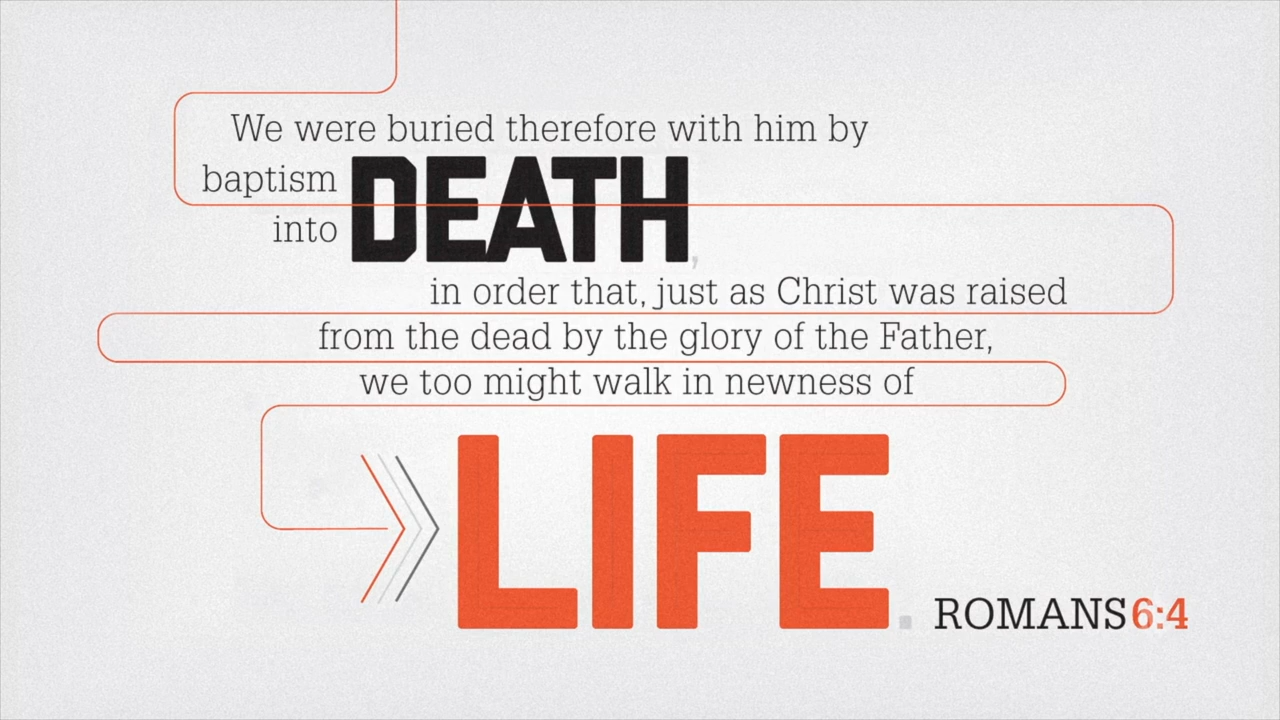 We were buried therefore with him by
baptism
into DEATH,
in order that, just as Christ was raised
from the dead by the glory of the Father,
we too might walk in newness of
LIFE.
ROMANS 6:4